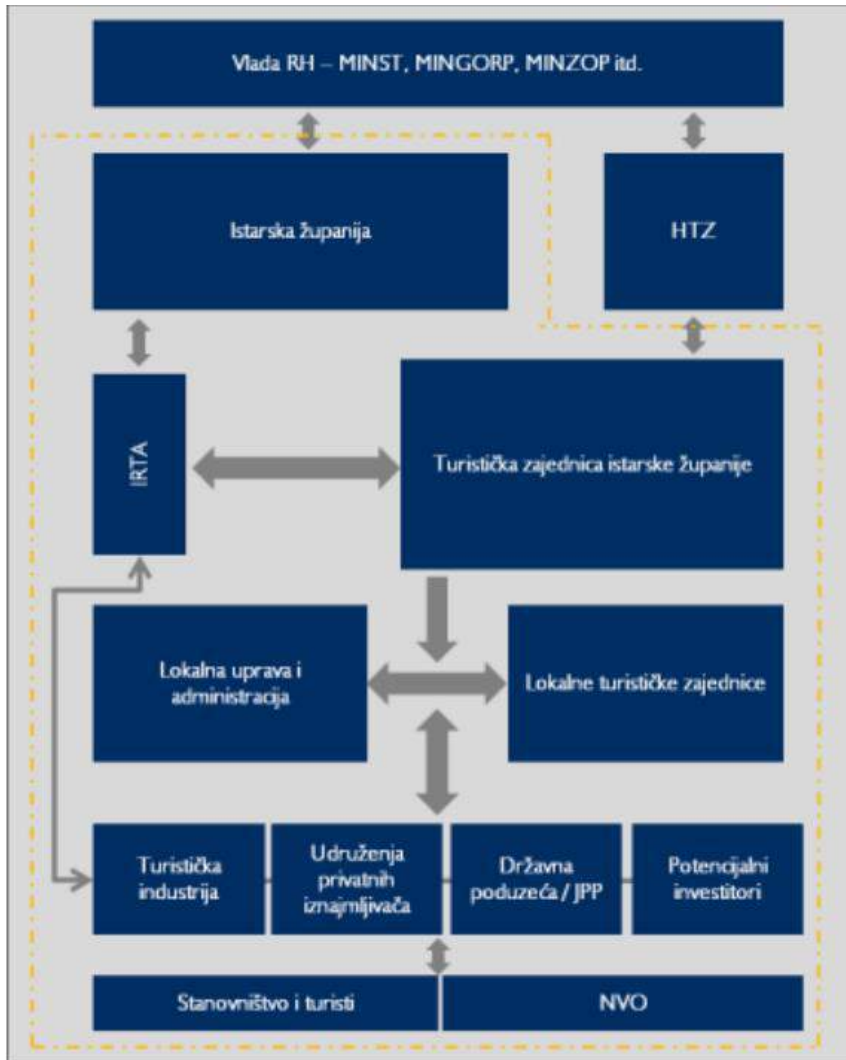 Vlada RH – MINST, MINGORP, MINZOP itd.
Istarska županija
HTZ
IRTA
Turistička zajednica istarske županije
Lokalna uprava i
administracija
Lokalne turističke zajednice
Turistička
industrija
Udruženja
privatnih
iznajmljivača
Državna
poduzeća / JPP
Potencijalni
investitori
Stanovništvo i turisti
NVO